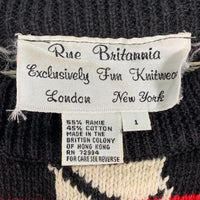 Rue Britannia
Exclusively Fun Knitwear
London New York
55% RAMIE
45% COTTON
MADE IN THE
BRITISH COLONY
OF HONG KONG
RN 72994
FOR CARE SEE REVERSE
1